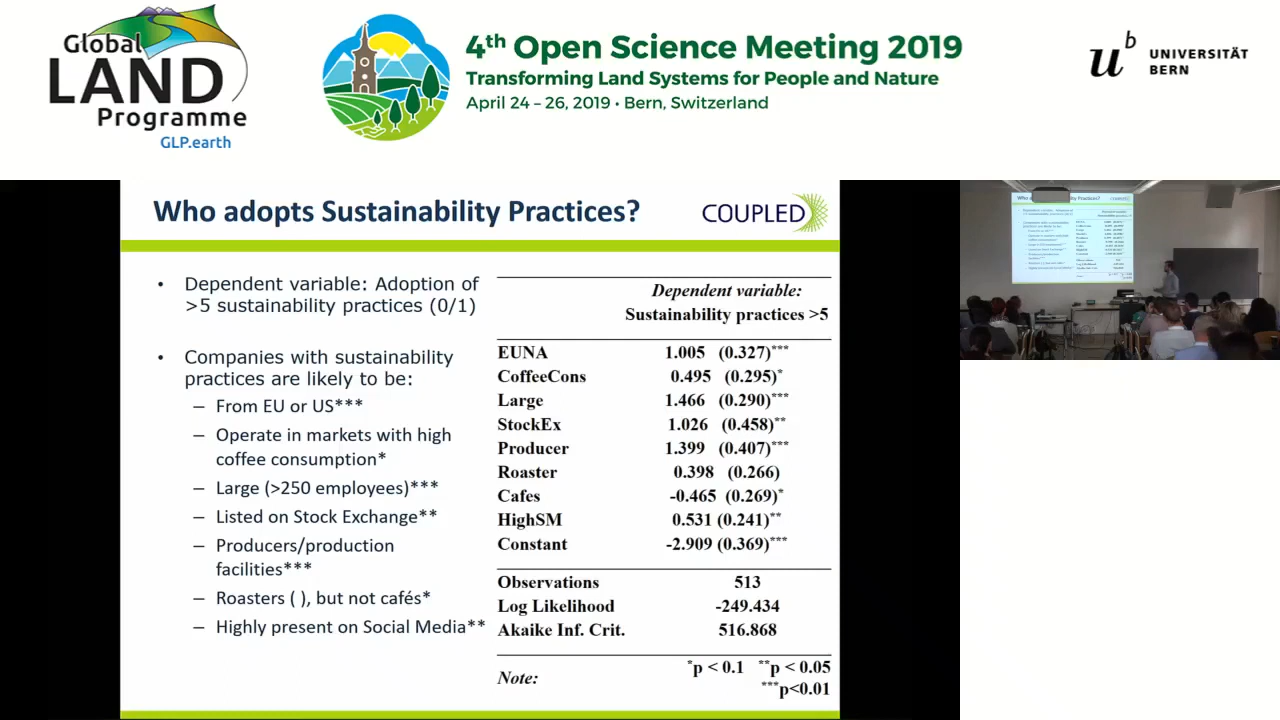 Global
LAND
Programme
GLP.earth
4th Open Science Meeting 2019
Transforming Land Systems for People and Nature
April 24 – 26, 2019 • Bern, Switzerland
u b
UNIVERSITÄT
BERN
Who adopts Sustainability Practices?
COUPLED
• Dependent variable: Adoption of
>5 sustainability practices (0/1)
• Companies with sustainability
practices are likely to be:
– From EU or US***
– Operate in markets with high
coffee consumption*
– Large (>250 employees)***
– Listed on Stock Exchange**
– Producers/production
facilities***
– Roasters ( ), but not cafés*
– Highly present on Social Media**
Dependent variable:
Sustainability practices >5
EUNA 1.005 (0.327)***
CoffeeCons 0.495 (0.295)*
Large 1.466 (0.290)***
StockEx 1.026 (0.458)**
Producer 1.399 (0.407)***
Roaster 0.398 (0.266)
Cafes -0.465 (0.269)*
HighSM 0.531 (0.241)**
Constant -2.909 (0.369)***
Observations 513
Log Likelihood -249.434
Akaike Inf. Crit. 516.868
Note: *p < 0.1 **p < 0.05
***p<0.01
Who adopts Sustainability Practices?